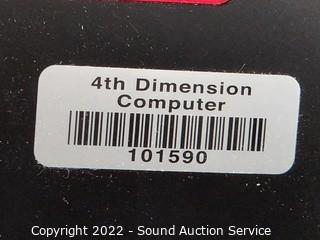 4th Dimension
Computer
101590
Copyright 2022 - Sound Auction Service